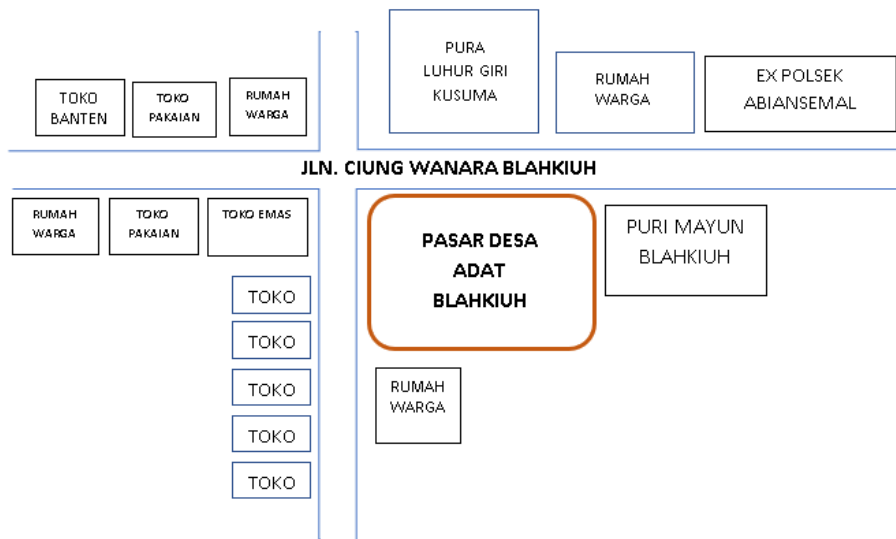 PURA
LUHUR GIRI
KUSUMA
RUMAH
WARGA
EX POLSEK
ABIANSEMAL
TOKO
BANTEN
TOKO
PAKAIAN
RUMAH
WARGA
JLN. CIUNG WANARA BLAHKIUH
RUMAH
WARGA
TOKO
PAKAIAN
TOKO EMAS
PASAR DESA
ADAT
BLAHKIUH
PURI MAYUN
BLAHKIUH
TOKO
TOKO
TOKO
TOKO
TOKO
RUMAH
WARGA